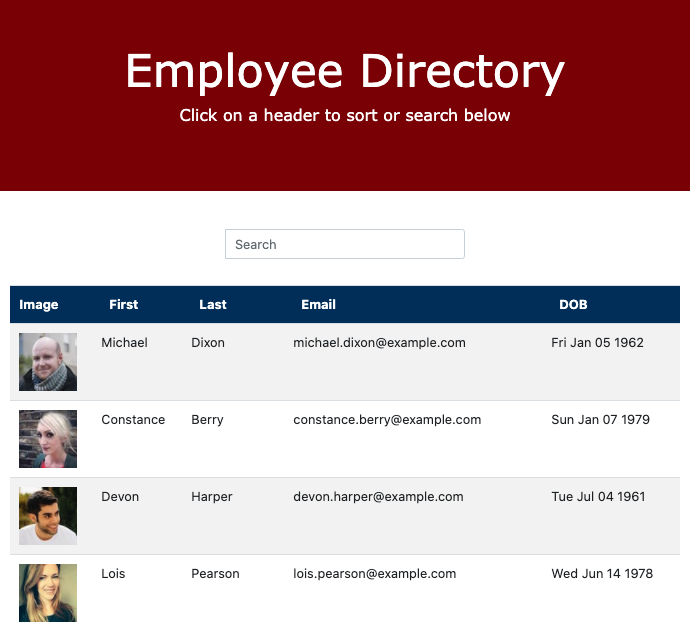 Employee Directory
Click on a header to sort or search below
Search
Image First Last Email DOB
Michael Dixon michael.dixon@example.com Fri Jan 05 1962
Constance Berry constance.berry@example.com Sun Jan 07 1979
Devon Harper devon.harper@example.com Tue Jul 04 1961
Lois Pearson lois.pearson@example.com Wed Jun 14 1978